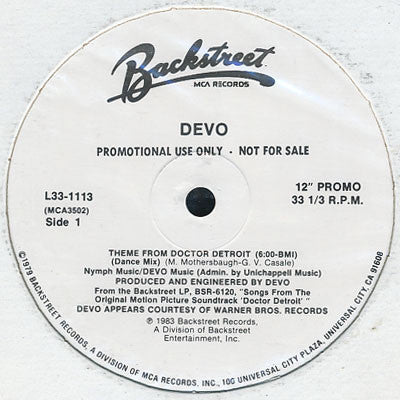 Backstreet
MCA RECORDS
DEVO
PROMOTIONAL USE ONLY - NOT FOR SALE
L33-1113
(MCA3502)
Side 1
12" PROMO
33 1/3 R.P.M.
THEME FROM DOCTOR DETROIT (6:00-BMI)
(Dance Mix) (M. Mothersbaugh-G. V. Casale)
Nymph Music/DEVO Music (Admin. by Unichappell Music)
PRODUCED AND ENGINEERED BY DEVO
From the Backstreet LP, BSR-6120, "Songs From The
Original Motion Picture Soundtrack 'Doctor Detroit' "
DEVO APPEARS COURTESY OF WARNER BROS. RECORDS
℗ 1983 Backstreet Records,
A Division of Backstreet
Entertainment, Inc.
©1979 BACKSTREET RECORDS, A DIVISION OF MCA RECORDS, INC., 100 UNIVERSAL CITY PLAZA, UNIVERSAL CITY, CA 91608